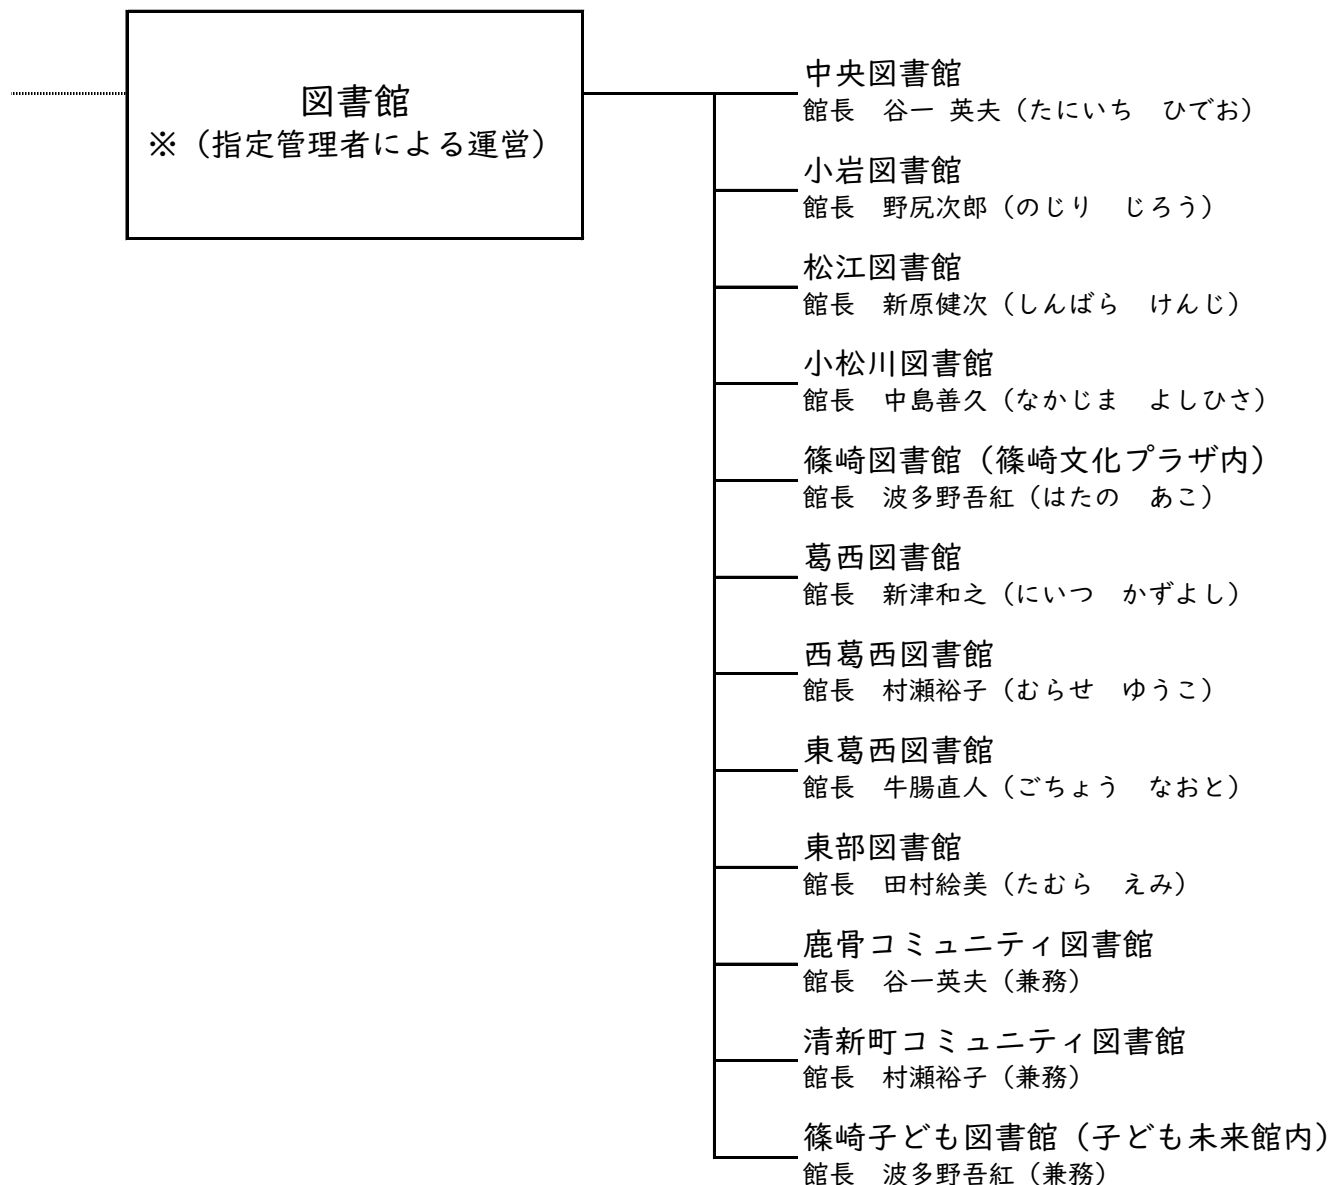 図書館
※（指定管理者による運営）
中央図書館
館長　谷一 英夫（たにいち　ひでお）
小岩図書館
館長　野尻次郎（のじり　じろう）
松江図書館
館長　新原健次（しんばら　けんじ）
小松川図書館
館長　中島善久（なかじま　よしひさ）
篠崎図書館（篠崎文化プラザ内）
館長　波多野吾紅（はたの　あこ）
葛西図書館
館長　新津和之（にいつ　かずよし）
西葛西図書館
館長　村瀬裕子（むらせ　ゆうこ）
東葛西図書館
館長　牛腸直人（ごちょう　なおと）
東部図書館
館長　田村絵美（たむら　えみ）
鹿骨コミュニティ図書館
館長　谷一英夫（兼務）
清新町コミュニティ図書館
館長　村瀬裕子（兼務）
篠崎子ども図書館（子ども未来館内）
館長　波多野吾紅（兼務）